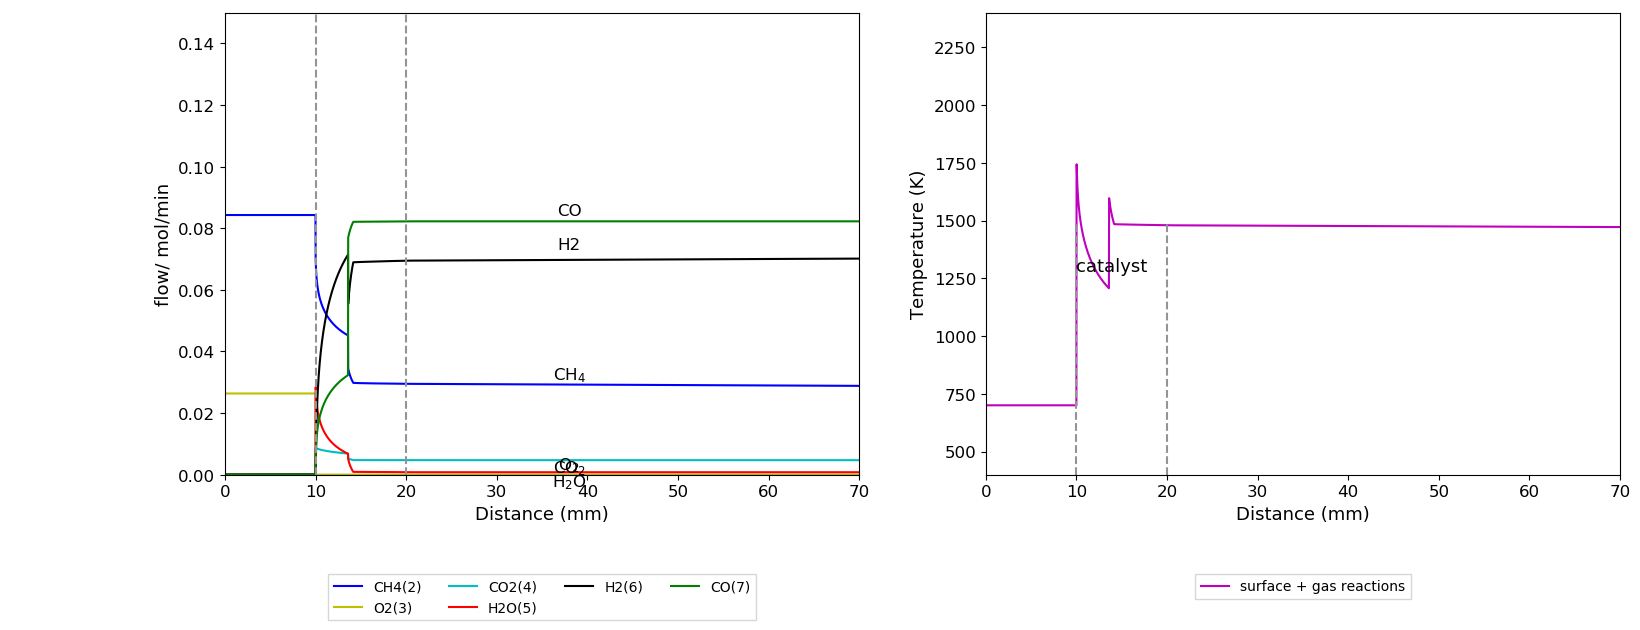 0.14
0.12
0.10
0.08
0.06
0.04
0.02
0.00
flow/ mol/min
CO
H2
CH₄
O₂
CO₂
H₂O
0 10 20 30 40 50 60 70
Distance (mm)
CH4(2) CO2(4) H2(6) CO(7)
O2(3) H2O(5)
2250
2000
1750
1500
1250
1000
750
500
Temperature (K)
catalyst
0 10 20 30 40 50 60 70
Distance (mm)
surface + gas reactions